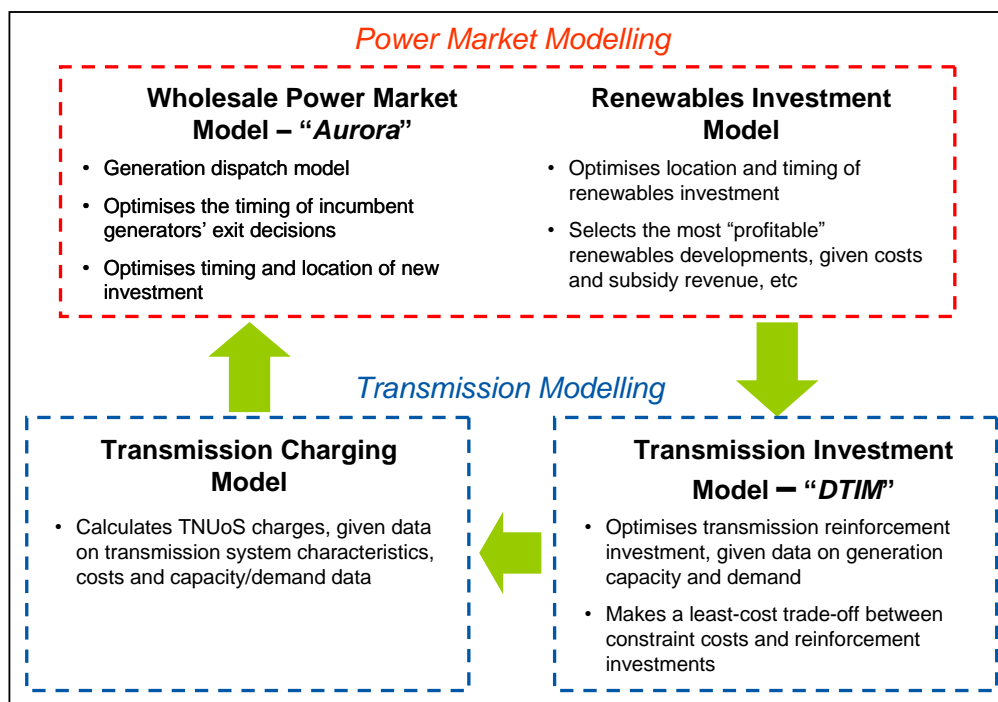 Power Market Modelling
Wholesale Power Market
Model – “Aurora”
• Generation dispatch model
• Optimises the timing of incumbent
generators’ exit decisions
• Optimises timing and location of new
investment
Renewables Investment
Model
• Optimises location and timing of
renewables investment
• Selects the most “profitable”
renewables developments, given costs
and subsidy revenue, etc
Transmission Modelling
Transmission Charging
Model
• Calculates TNUoS charges, given data
on transmission system characteristics,
costs and capacity/demand data
Transmission Investment
Model – “DTIM”
• Optimises transmission reinforcement
investment, given data on generation
capacity and demand
• Makes a least-cost trade-off between
constraint costs and reinforcement
investments